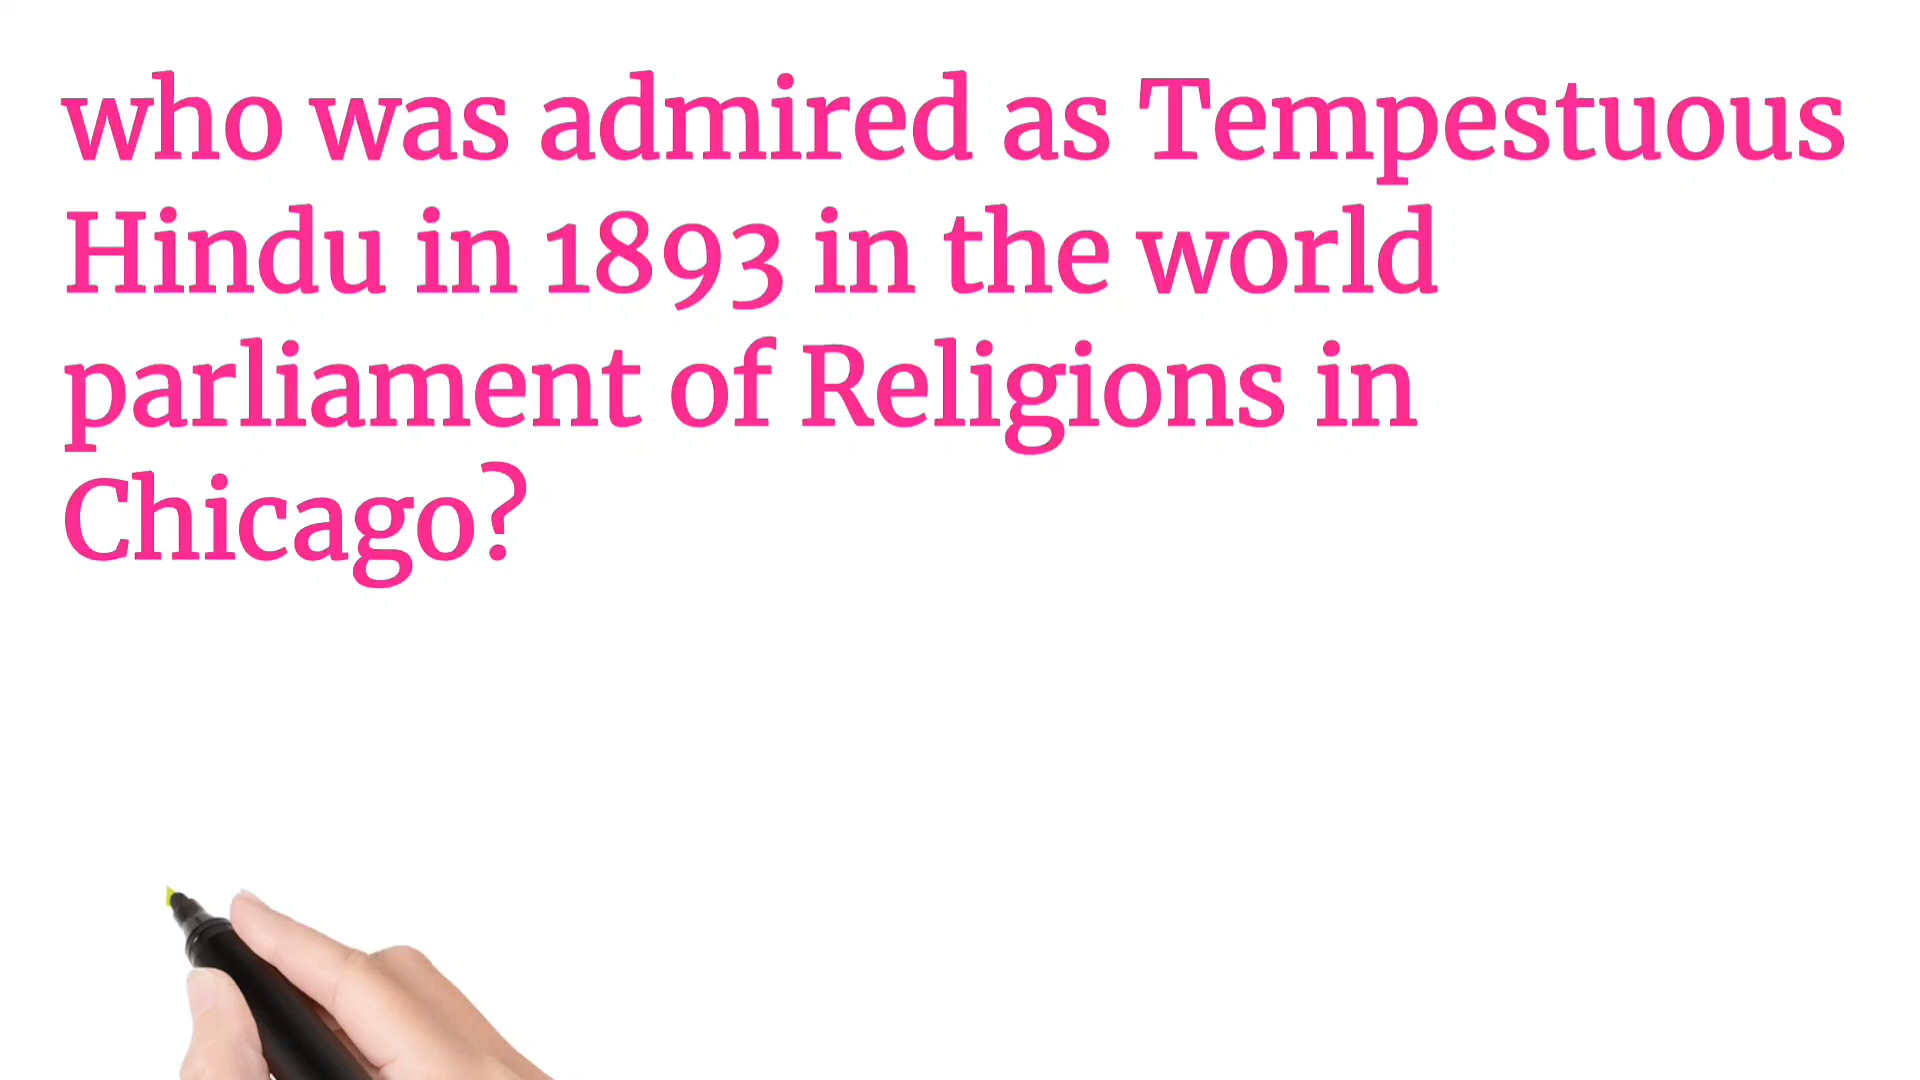 who was admired as Tempestuous
Hindu in 1893 in the world
parliament of Religions in
Chicago?